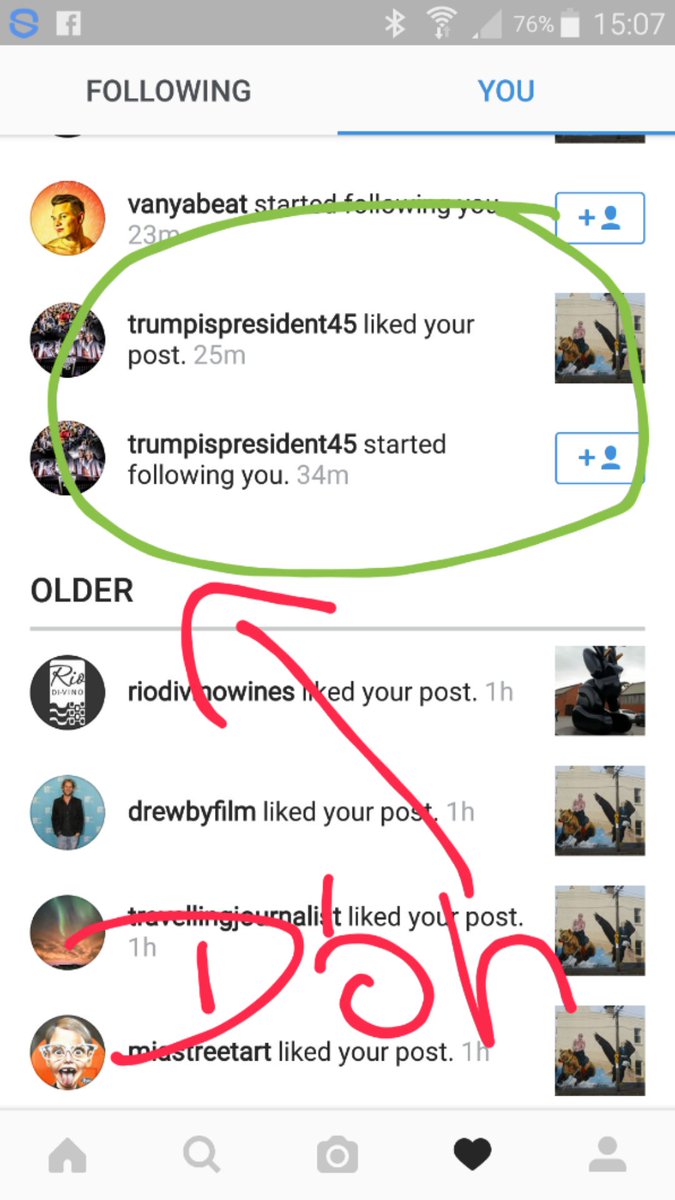 76% 15:07
FOLLOWING YOU
vanyabeat started following you.
23m
trumpispresident45 liked your
post. 25m
trumpispresident45 started
following you. 34m
OLDER
Rio
DI-VINO
riodivinowines liked your post. 1h
drewbyfilm liked your post. 1h
travellingjournalist liked your post.
1h
D'oh
miastreetart liked your post. 1h